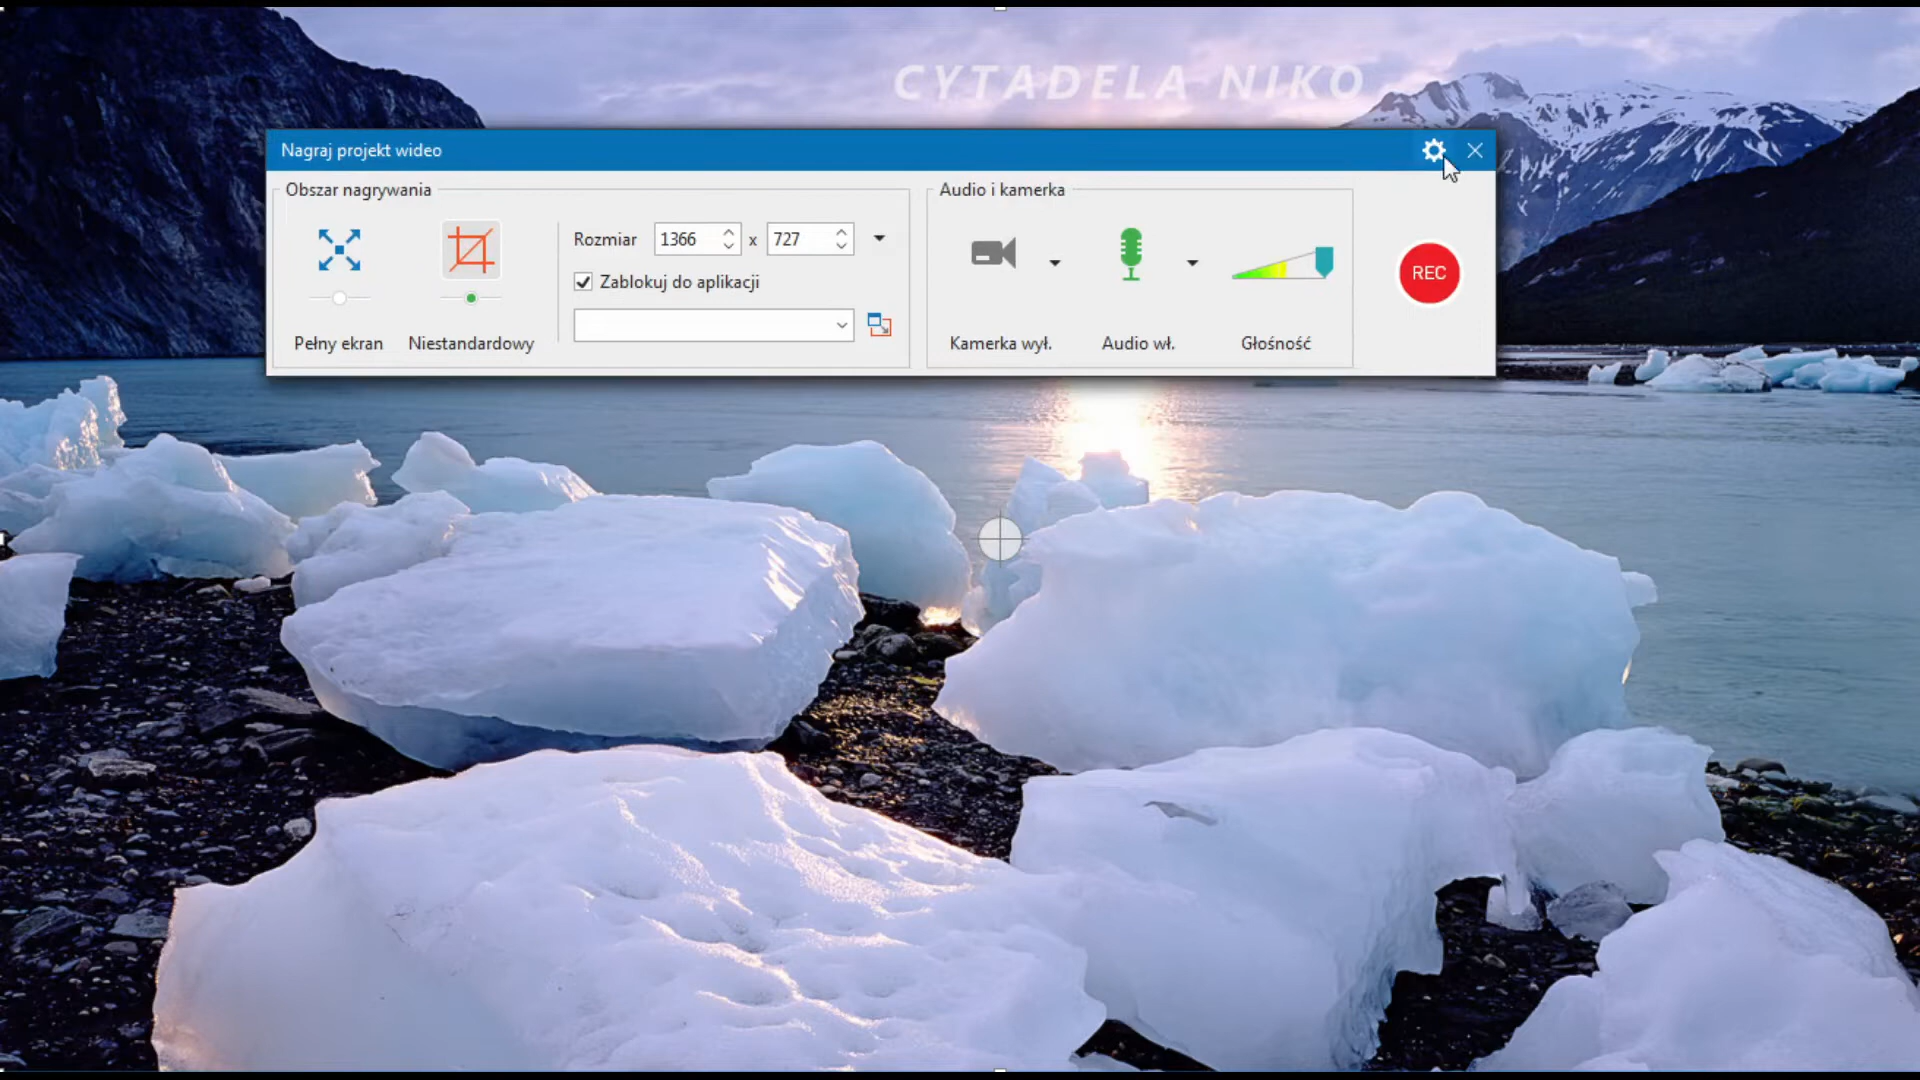 CYTADELA NIKO
Nagraj projekt wideo
Obszar nagrywania
Audio i kamerka
Rozmiar 1366 x 727
Zablokuj do aplikacji
REC
Pełny ekran
Niestandardowy
Kamerka wył.
Audio wł.
Głośność